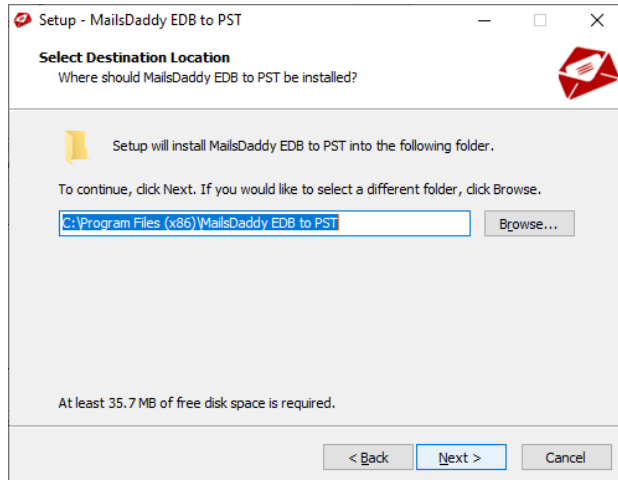 Setup - MailsDaddy EDB to PST
Select Destination Location
Where should MailsDaddy EDB to PST be installed?
Setup will install MailsDaddy EDB to PST into the following folder.
To continue, click Next. If you would like to select a different folder, click Browse.
C:\Program Files (x86)\MailsDaddy EDB to PST
Browse...
At least 35.7 MB of free disk space is required.
< Back Next > Cancel